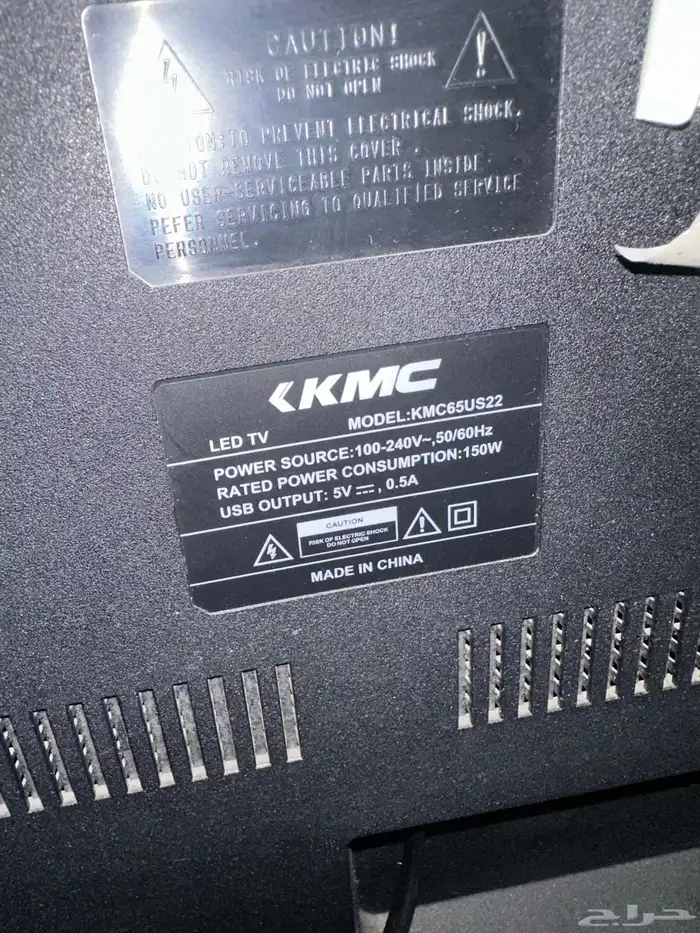 CAUTION!
RISK OF ELECTRIC SHOCK
DO NOT OPEN
TO PREVENT ELECTRICAL SHOCK,
NOT REMOVE THIS COVER.
NO USER-SERVICEABLE PARTS INSIDE
PEFER SERVICING TO QUALIFIED SERVICE
PERSONNEL.
KMC
LED TV MODEL:KMC65US22
POWER SOURCE:100-240V~,50/60Hz
RATED POWER CONSUMPTION:150W
USB OUTPUT: 5V ⎓, 0.5A
CAUTION
RISK OF ELECTRIC SHOCK
DO NOT OPEN
MADE IN CHINA
حراج